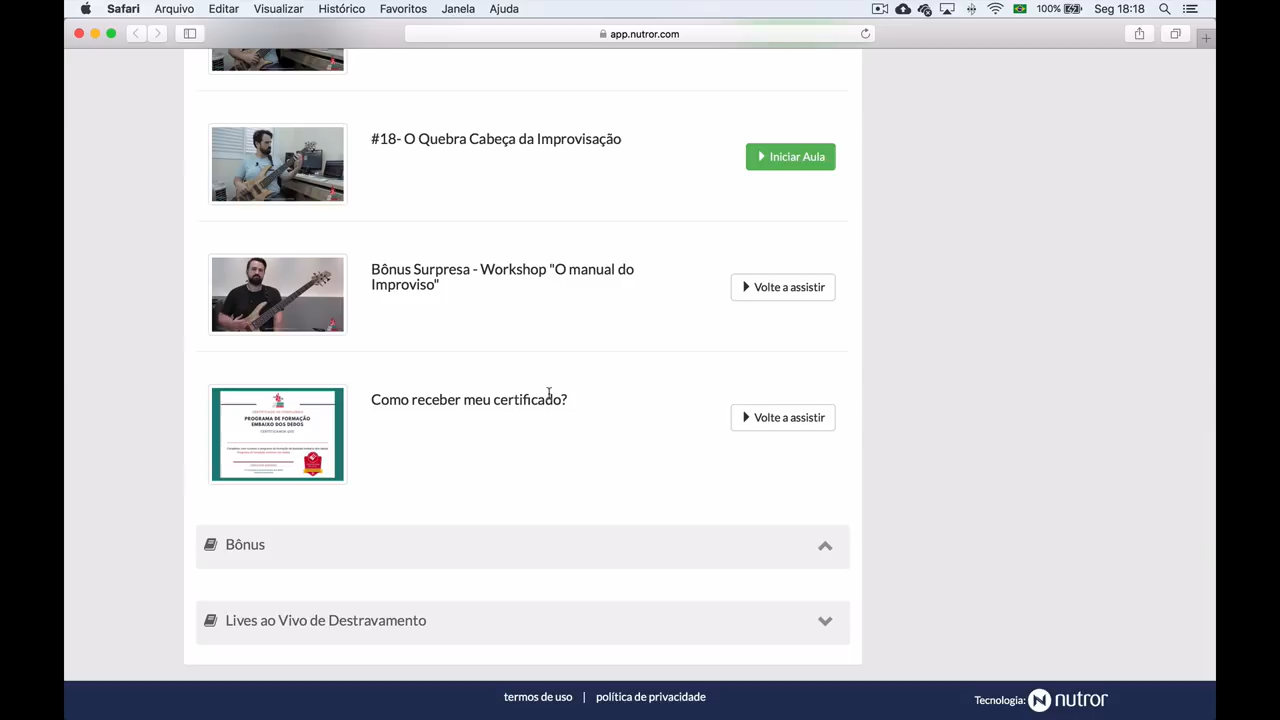 Safari Arquivo Editar Visualizar Histórico Favoritos Janela Ajuda 100% Seg 18:18
app.nutror.com
#18- O Quebra Cabeça da Improvisação
Iniciar Aula
Bônus Surpresa - Workshop "O manual do
Improviso"
Volte a assistir
Como receber meu certificado?
Volte a assistir
PROGRAMA DE FORMAÇÃO
EMBAIXO DOS DEDOS
Bônus
Lives ao Vivo de Destravamento
termos de uso | política de privacidade
Tecnologia: nutror